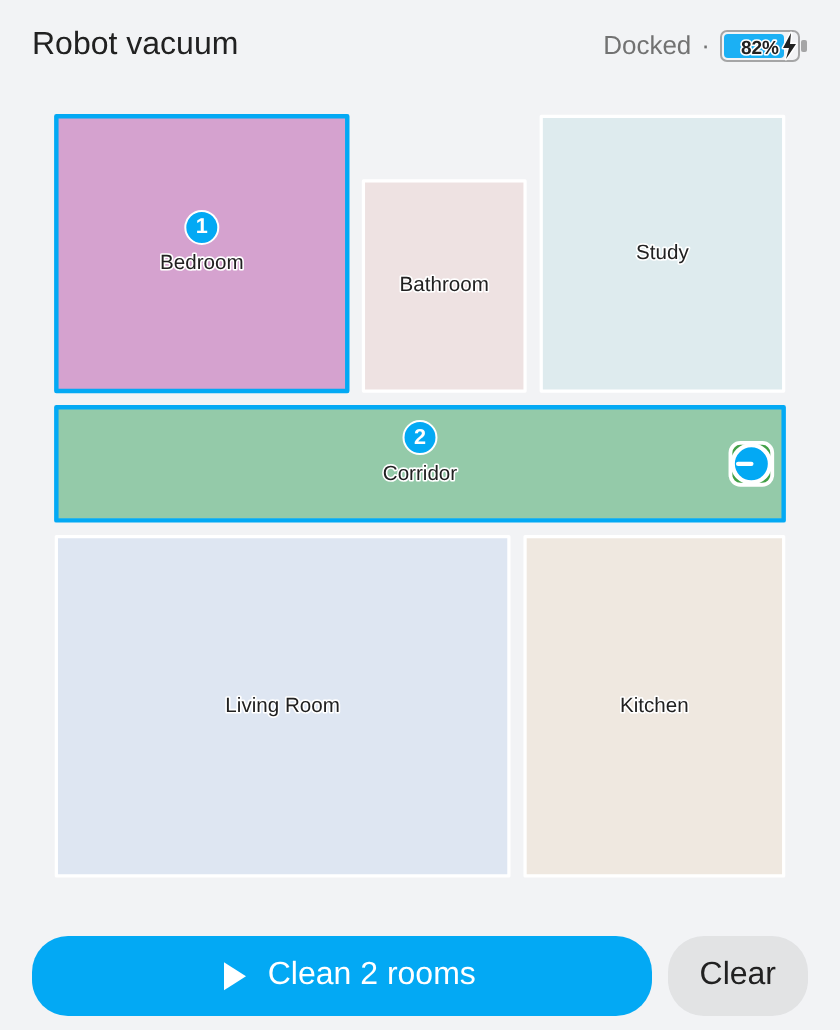 Robot vacuum
Docked · 82%
1
Bedroom
Bathroom
Study
2
Corridor
Living Room
Kitchen
Clean 2 rooms
Clear